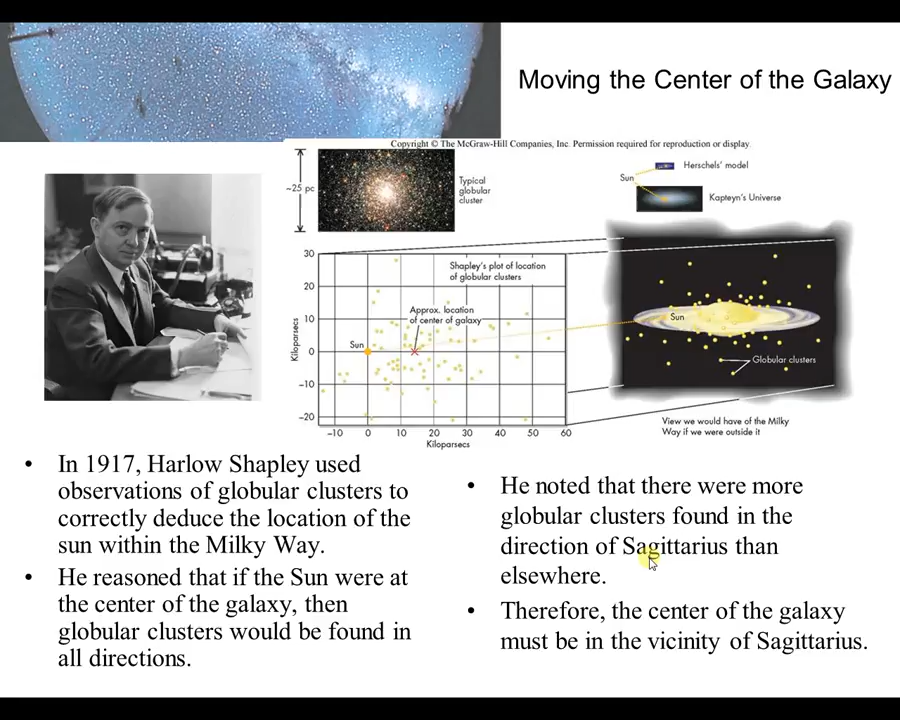 Moving the Center of the Galaxy
Copyright © The McGraw-Hill Companies, Inc. Permission required for reproduction or display.
~25 pc
Typical
globular
cluster
Herschels' model
Sun
Kapteyn's Universe
Shapley's plot of location
of globular clusters
Approx. location
of center of galaxy
Sun
Kiloparsecs
30
20
10
0
−10
−20
−10 0 10 20 30 40 50 60
Kiloparsecs
Sun
Globular clusters
View we would have of the Milky
Way if we were outside it
• In 1917, Harlow Shapley used
observations of globular clusters to
correctly deduce the location of the
sun within the Milky Way.
• He reasoned that if the Sun were at
the center of the galaxy, then
globular clusters would be found in
all directions.
• He noted that there were more
globular clusters found in the
direction of Sagittarius than
elsewhere.
• Therefore, the center of the galaxy
must be in the vicinity of Sagittarius.